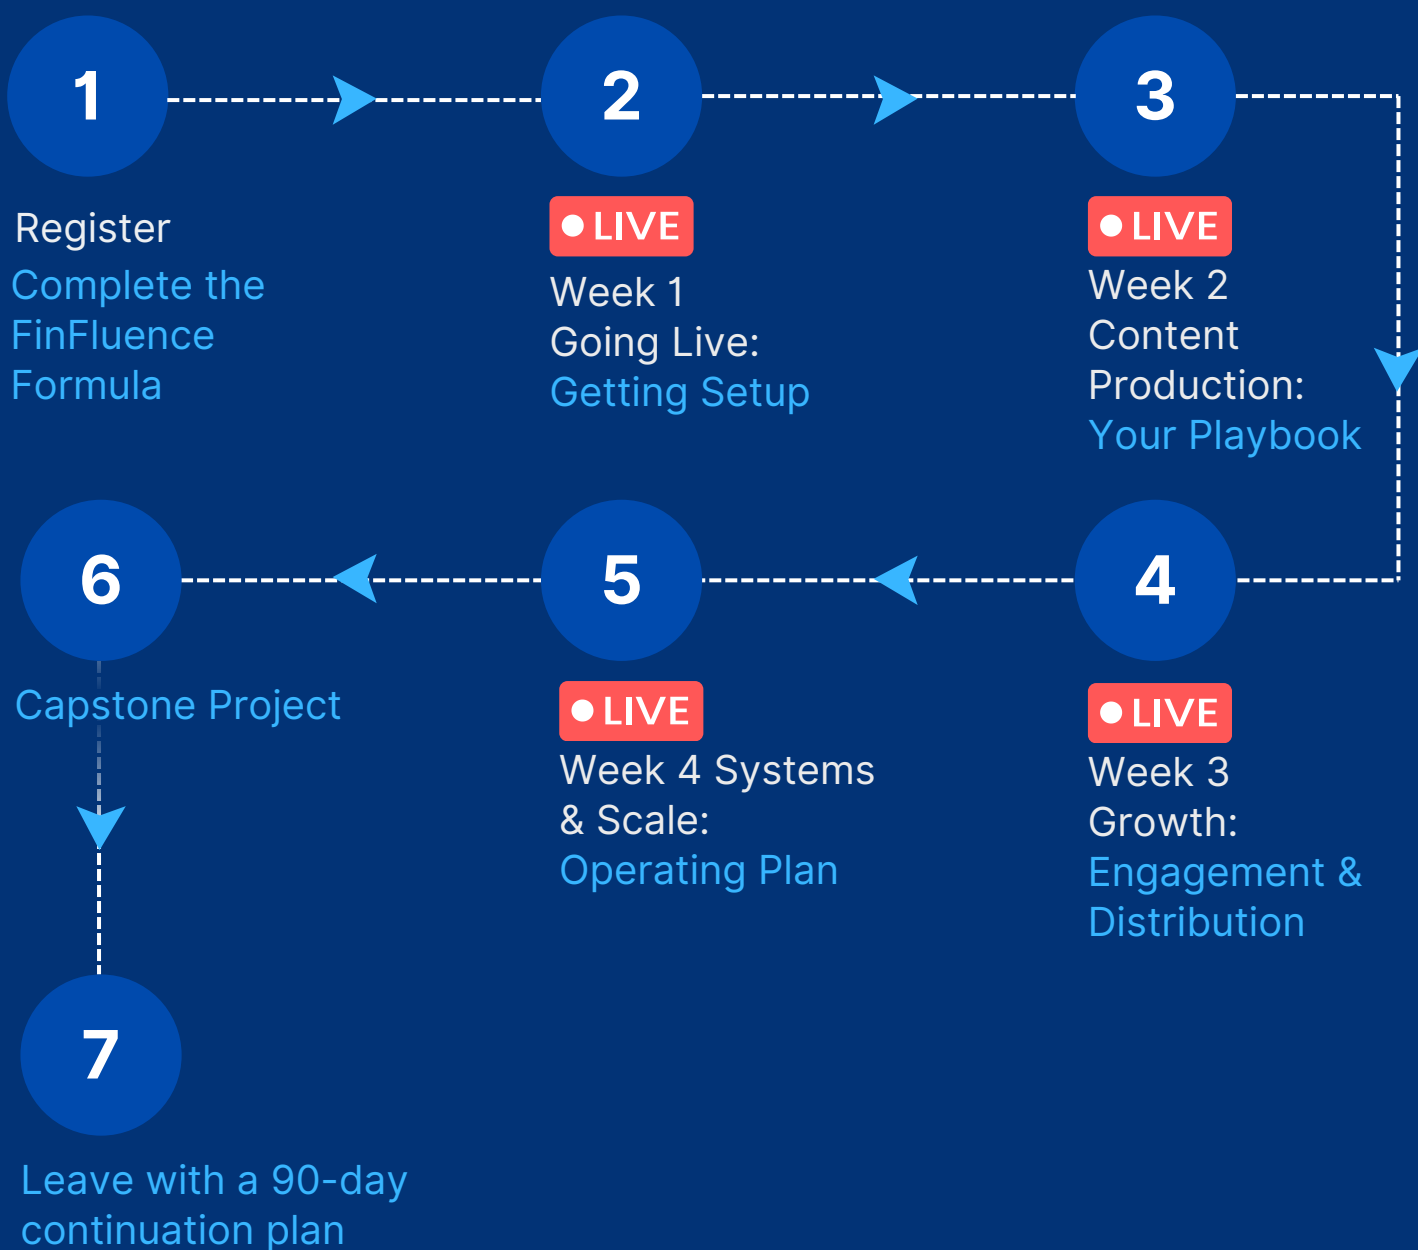 1
Register
Complete the
FinFluence
Formula
2
LIVE
Week 1
Going Live:
Getting Setup
3
LIVE
Week 2
Content
Production:
Your Playbook
4
LIVE
Week 3
Growth:
Engagement &
Distribution
5
LIVE
Week 4 Systems
& Scale:
Operating Plan
6
Capstone Project
7
Leave with a 90-day
continuation plan